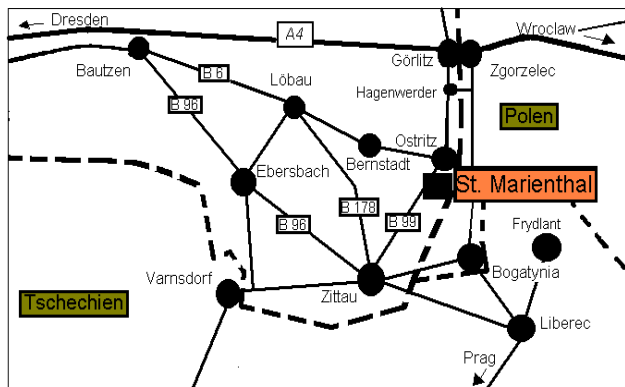 Dresden
A4
Wroclaw
Görlitz
Bautzen
Zgorzelec
B 6
Löbau
Hagenwerder
B 96
Polen
Ostritz
Bernstadt
Ebersbach
St. Marienthal
B 178
B 99
Frydlant
B 96
Varnsdorf
Bogatynia
Zittau
Tschechien
Liberec
Prag